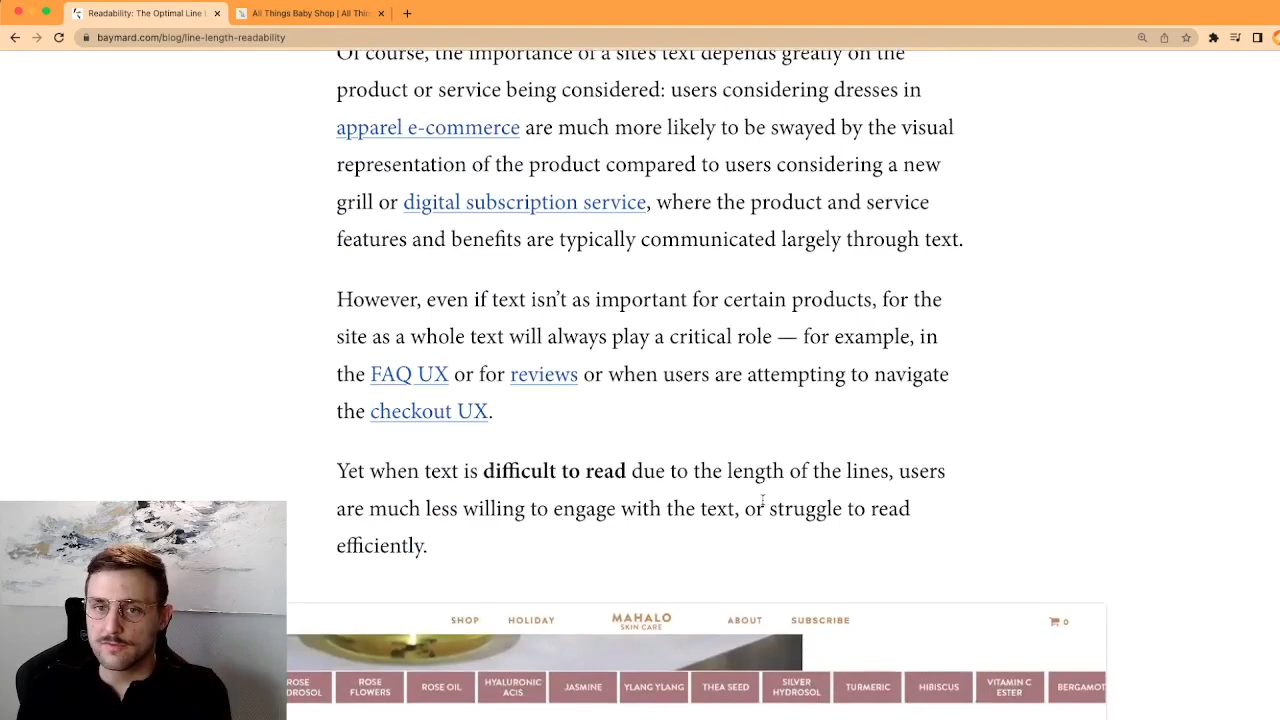 Readability: The Optimal Line
All Things Baby Shop | All Thin
baymard.com/blog/line-length-readability
Of course, the importance of a site's text depends greatly on the
product or service being considered: users considering dresses in
apparel e-commerce are much more likely to be swayed by the visual
representation of the product compared to users considering a new
grill or digital subscription service, where the product and service
features and benefits are typically communicated largely through text.
However, even if text isn’t as important for certain products, for the
site as a whole text will always play a critical role — for example, in
the FAQ UX or for reviews or when users are attempting to navigate
the checkout UX.
Yet when text is difficult to read due to the length of the lines, users
are much less willing to engage with the text, or struggle to read
efficiently.
SHOP HOLIDAY MAHALO ABOUT SUBSCRIBE 0
SKIN CARE
ROSE ROSE ROSE OIL HYALURONIC JASMINE YLANG YLANG THEA SEED SILVER TURMERIC HIBISCUS VITAMIN C BERGAMOT
DROSOL FLOWERS ACIS HYDROSOL ESTER